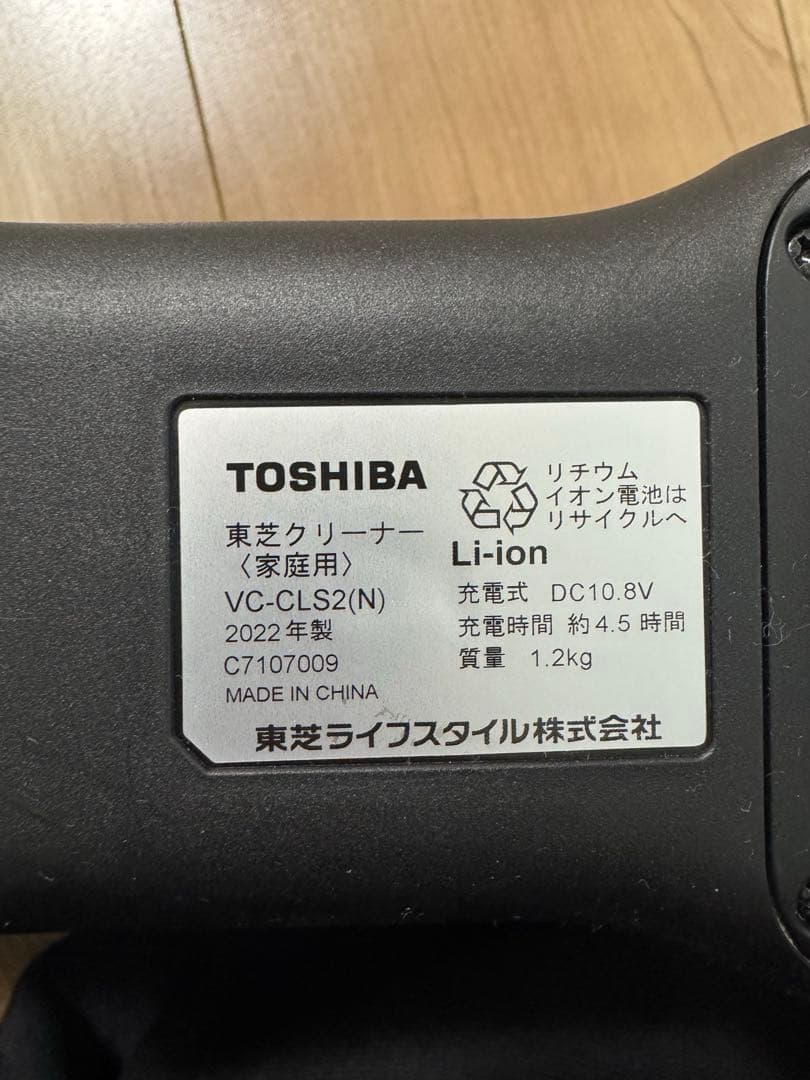 TOSHIBA
東芝クリーナー
〈家庭用〉
VC-CLS2(N)
2022年製
C7107009
MADE IN CHINA
リチウム
イオン電池は
リサイクルへ
Li-ion
充電式 DC10.8V
充電時間 約4.5時間
質量 1.2kg
東芝ライフスタイル株式会社